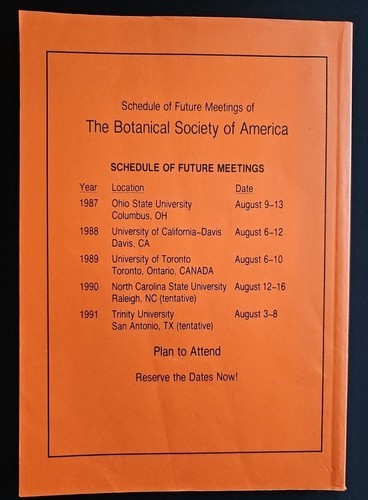 Schedule of Future Meetings of
The Botanical Society of America
SCHEDULE OF FUTURE MEETINGS
Year Location Date
1987 Ohio State University August 9–13
Columbus, OH
1988 University of California–Davis August 6–12
Davis, CA
1989 University of Toronto August 6–10
Toronto, Ontario, CANADA
1990 North Carolina State University August 12–16
Raleigh, NC (tentative)
1991 Trinity University August 3–8
San Antonio, TX (tentative)
Plan to Attend
Reserve the Dates Now!